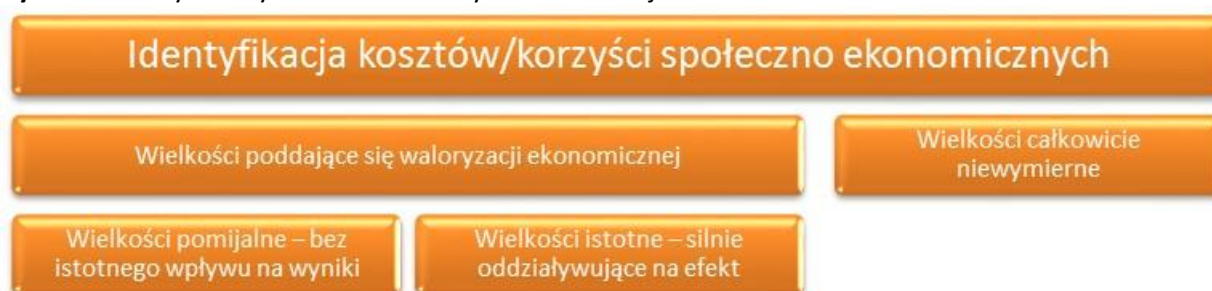 Identyfikacja kosztów/korzyści społeczno ekonomicznych
Wielkości poddające się waloryzacji ekonomicznej
Wielkości całkowicie
niewymierne
Wielkości pomijalne – bez
istotnego wpływu na wyniki
Wielkości istotne – silnie
oddziaływujące na efekt